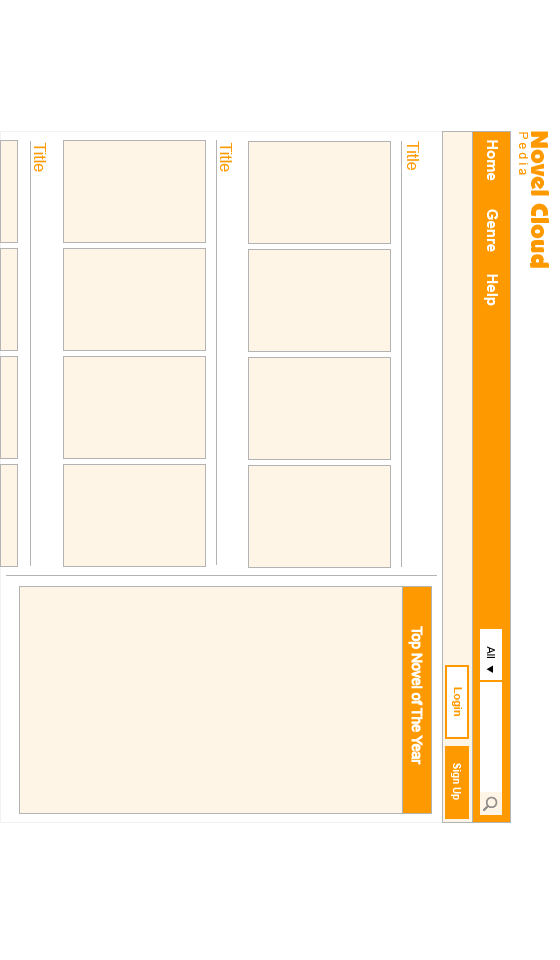 Novel Cloud
Pedia
Home Genre Help All ▼
Login Sign Up
Title
Top Novel of The Year
Title
Title